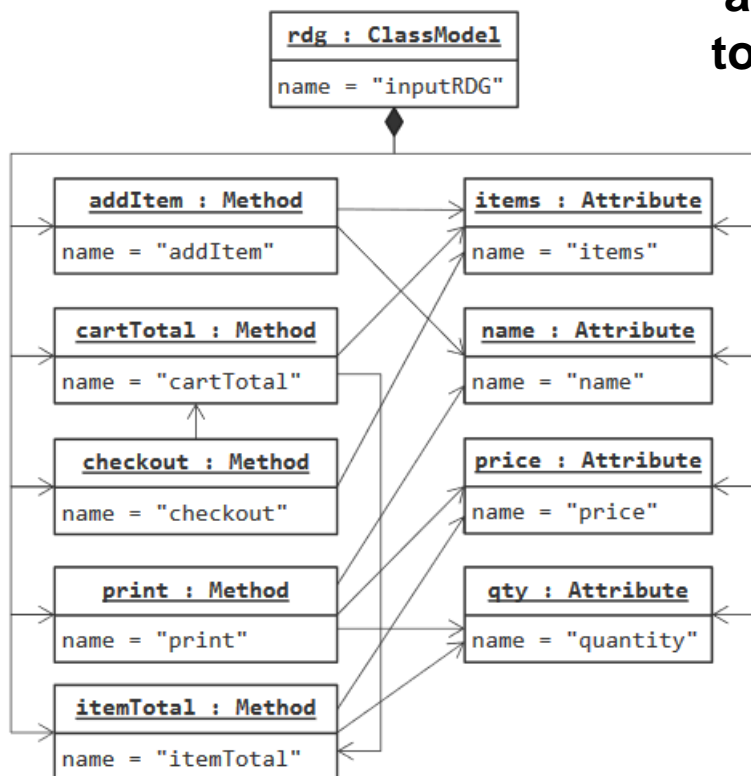 a
to
rdg : ClassModel
name = "inputRDG"
addItem : Method
name = "addItem"
items : Attribute
name = "items"
cartTotal : Method
name = "cartTotal"
name : Attribute
name = "name"
checkout : Method
name = "checkout"
price : Attribute
name = "price"
print : Method
name = "print"
qty : Attribute
name = "quantity"
itemTotal : Method
name = "itemTotal"